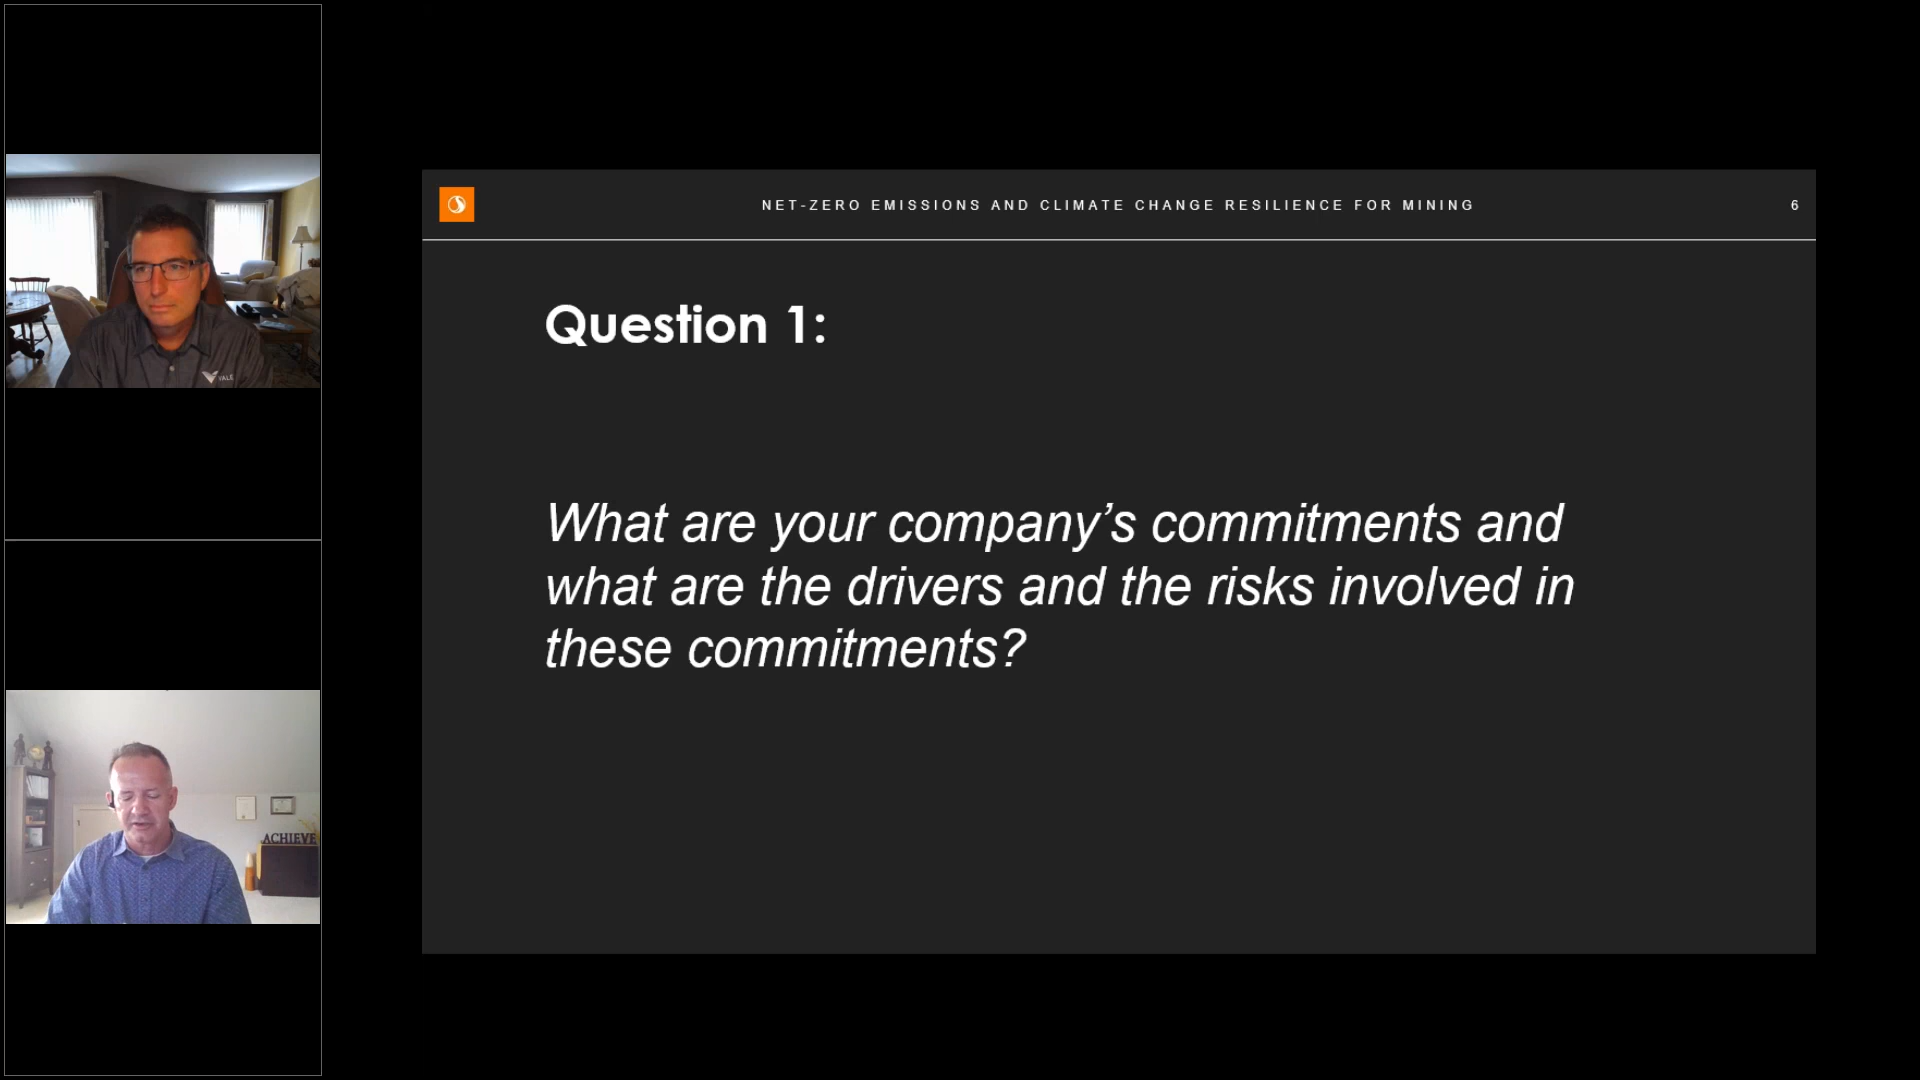 NET-ZERO EMISSIONS AND CLIMATE CHANGE RESILIENCE FOR MINING
6
Question 1:
What are your company’s commitments and
what are the drivers and the risks involved in
these commitments?
VALE
ACHIEVE